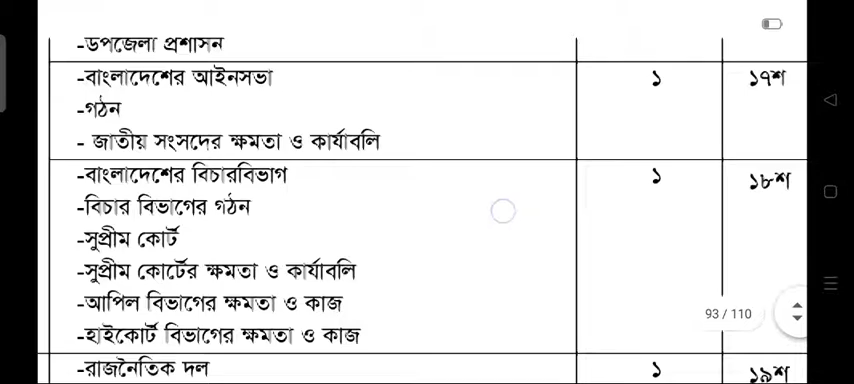 -উপজেলা প্রশাসন
-বাংলাদেশের আইনসভা ১ ১৭শ
-গঠন
- জাতীয় সংসদের ক্ষমতা ও কার্যাবলি
-বাংলাদেশের বিচারবিভাগ ১ ১৮শ
-বিচার বিভাগের গঠন
-সুপ্রীম কোর্ট
-সুপ্রীম কোর্টের ক্ষমতা ও কার্যাবলি
-আপিল বিভাগের ক্ষমতা ও কাজ
93 / 110
-হাইকোর্ট বিভাগের ক্ষমতা ও কাজ
-রাজনৈতিক দল ১ ১৯শ